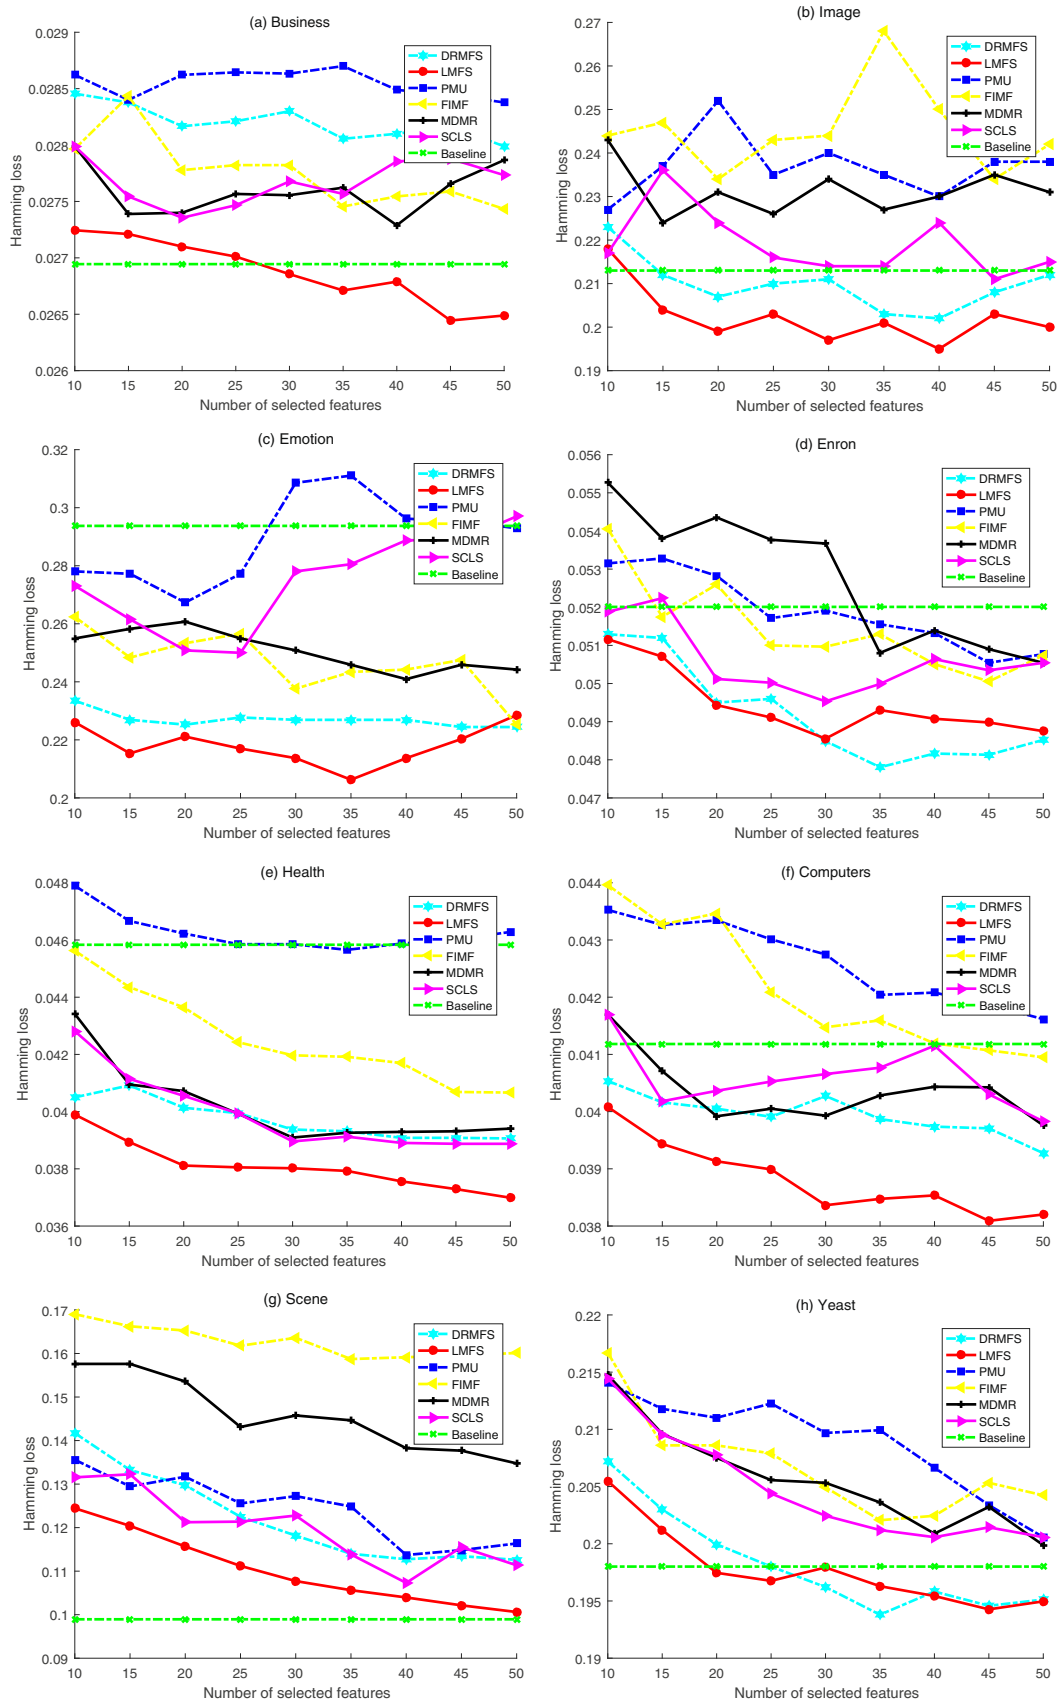 (a) Business
0.029
0.0285
0.028
0.0275
0.027
0.0265
0.026
Hamming loss
DRMFS
LMFS
PMU
FIMF
MDMR
SCLS
Baseline
10 15 20 25 30 35 40 45 50
Number of selected features
(b) Image
0.27
0.26
0.25
0.24
0.23
0.22
0.21
0.2
0.19
Hamming loss
DRMFS
LMFS
PMU
FIMF
MDMR
SCLS
Baseline
10 15 20 25 30 35 40 45 50
Number of selected features
(c) Emotion
0.32
0.3
0.28
0.26
0.24
0.22
0.2
Hamming loss
DRMFS
LMFS
PMU
FIMF
MDMR
SCLS
Baseline
10 15 20 25 30 35 40 45 50
Number of selected features
(d) Enron
0.056
0.055
0.054
0.053
0.052
0.051
0.05
0.049
0.048
0.047
Hamming loss
DRMFS
LMFS
PMU
FIMF
MDMR
SCLS
Baseline
10 15 20 25 30 35 40 45 50
Number of selected features
(e) Health
0.048
0.046
0.044
0.042
0.04
0.038
0.036
Hamming loss
DRMFS
LMFS
PMU
FIMF
MDMR
SCLS
Baseline
10 15 20 25 30 35 40 45 50
Number of selected features
(f) Computers
0.044
0.043
0.042
0.041
0.04
0.039
0.038
Hamming loss
DRMFS
LMFS
PMU
FIMF
MDMR
SCLS
Baseline
10 15 20 25 30 35 40 45 50
Number of selected features
(g) Scene
0.17
0.16
0.15
0.14
0.13
0.12
0.11
0.1
0.09
Hamming loss
DRMFS
LMFS
PMU
FIMF
MDMR
SCLS
Baseline
10 15 20 25 30 35 40 45 50
Number of selected features
(h) Yeast
0.22
0.215
0.21
0.205
0.2
0.195
0.19
Hamming loss
DRMFS
LMFS
PMU
FIMF
MDMR
SCLS
Baseline
10 15 20 25 30 35 40 45 50
Number of selected features